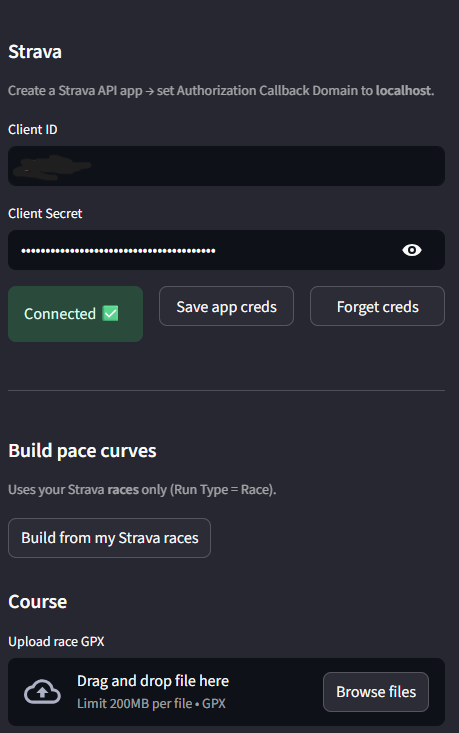 Strava
Create a Strava API app → set Authorization Callback Domain to localhost.
Client ID
Client Secret
••••••••••••••••••••••••••••••••••••••••
Connected ✅
Save app creds
Forget creds
Build pace curves
Uses your Strava races only (Run Type = Race).
Build from my Strava races
Course
Upload race GPX
Drag and drop file here
Limit 200MB per file • GPX
Browse files